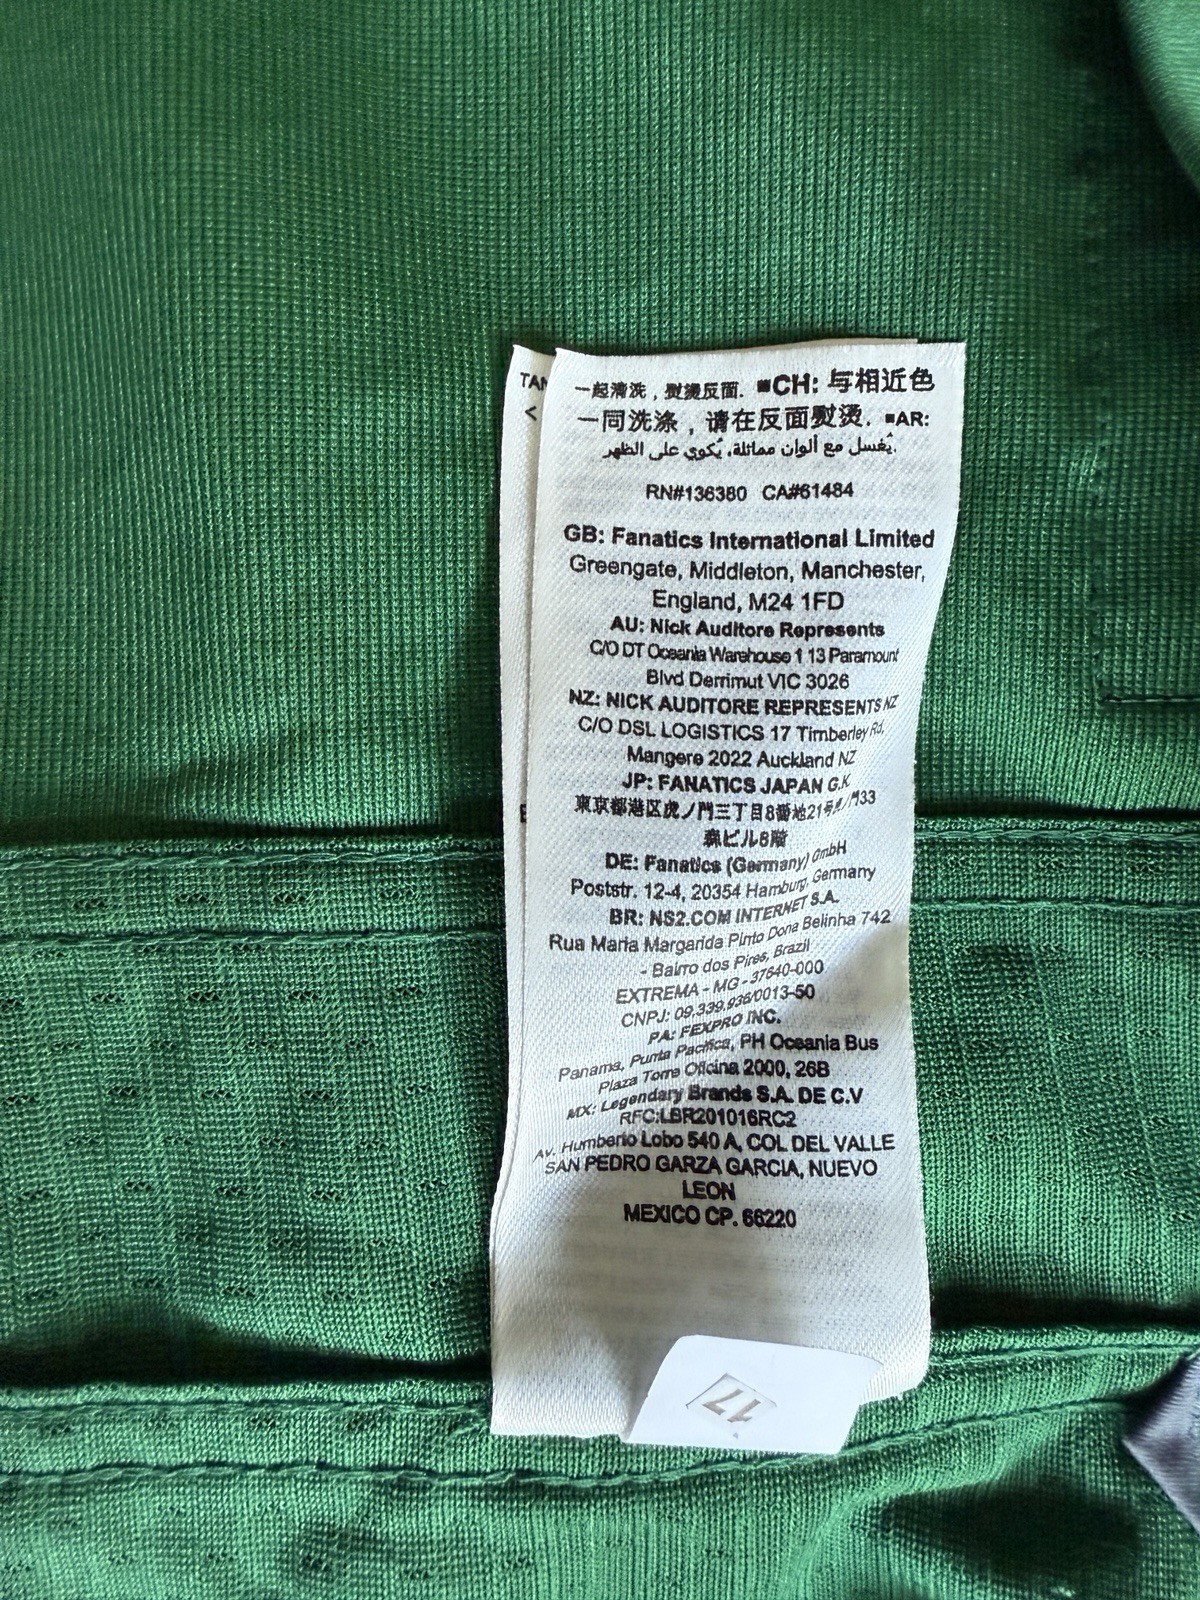 TAN
<
一起清洗，熨烫反面. ■CH: 与相近色
一同洗涤，请在反面熨烫. ■AR:
يُغسل مع ألوان مماثلة، يُكوي على الظهر.
RN#136380 CA#61484
GB: Fanatics International Limited
Greengate, Middleton, Manchester,
England, M24 1FD
AU: Nick Auditore Represents
C/O DT Oceania Warehouse 1 13 Paramount
Blvd Derrimut VIC 3026
NZ: NICK AUDITORE REPRESENTS NZ
C/O DSL LOGISTICS 17 Timberley Rd,
Mangere 2022 Auckland NZ
JP: FANATICS JAPAN G.K
東京都港区虎ノ門三丁目8番地21号虎ノ門33
森ビル8階
DE: Fanatics (Germany) GmbH
Poststr. 12-4, 20354 Hamburg, Germany
BR: NS2.COM INTERNET S.A.
Rua Maria Margarida Pinto Dona Belinha 742
- Bairro dos Pires, Brazil
EXTREMA - MG - 37640-000
CNPJ: 09.339.936/0013-50
PA: FEXPRO INC.
Panama, Punta Pacifica, PH Oceania Bus
Plaza Torre Oficina 2000, 26B
MX: Legendary Brands S.A. DE C.V
RFC:LBR201016RC2
Av. Humberto Lobo 540 A, COL DEL VALLE
SAN PEDRO GARZA GARCIA, NUEVO
LEON
MEXICO CP. 66220
17